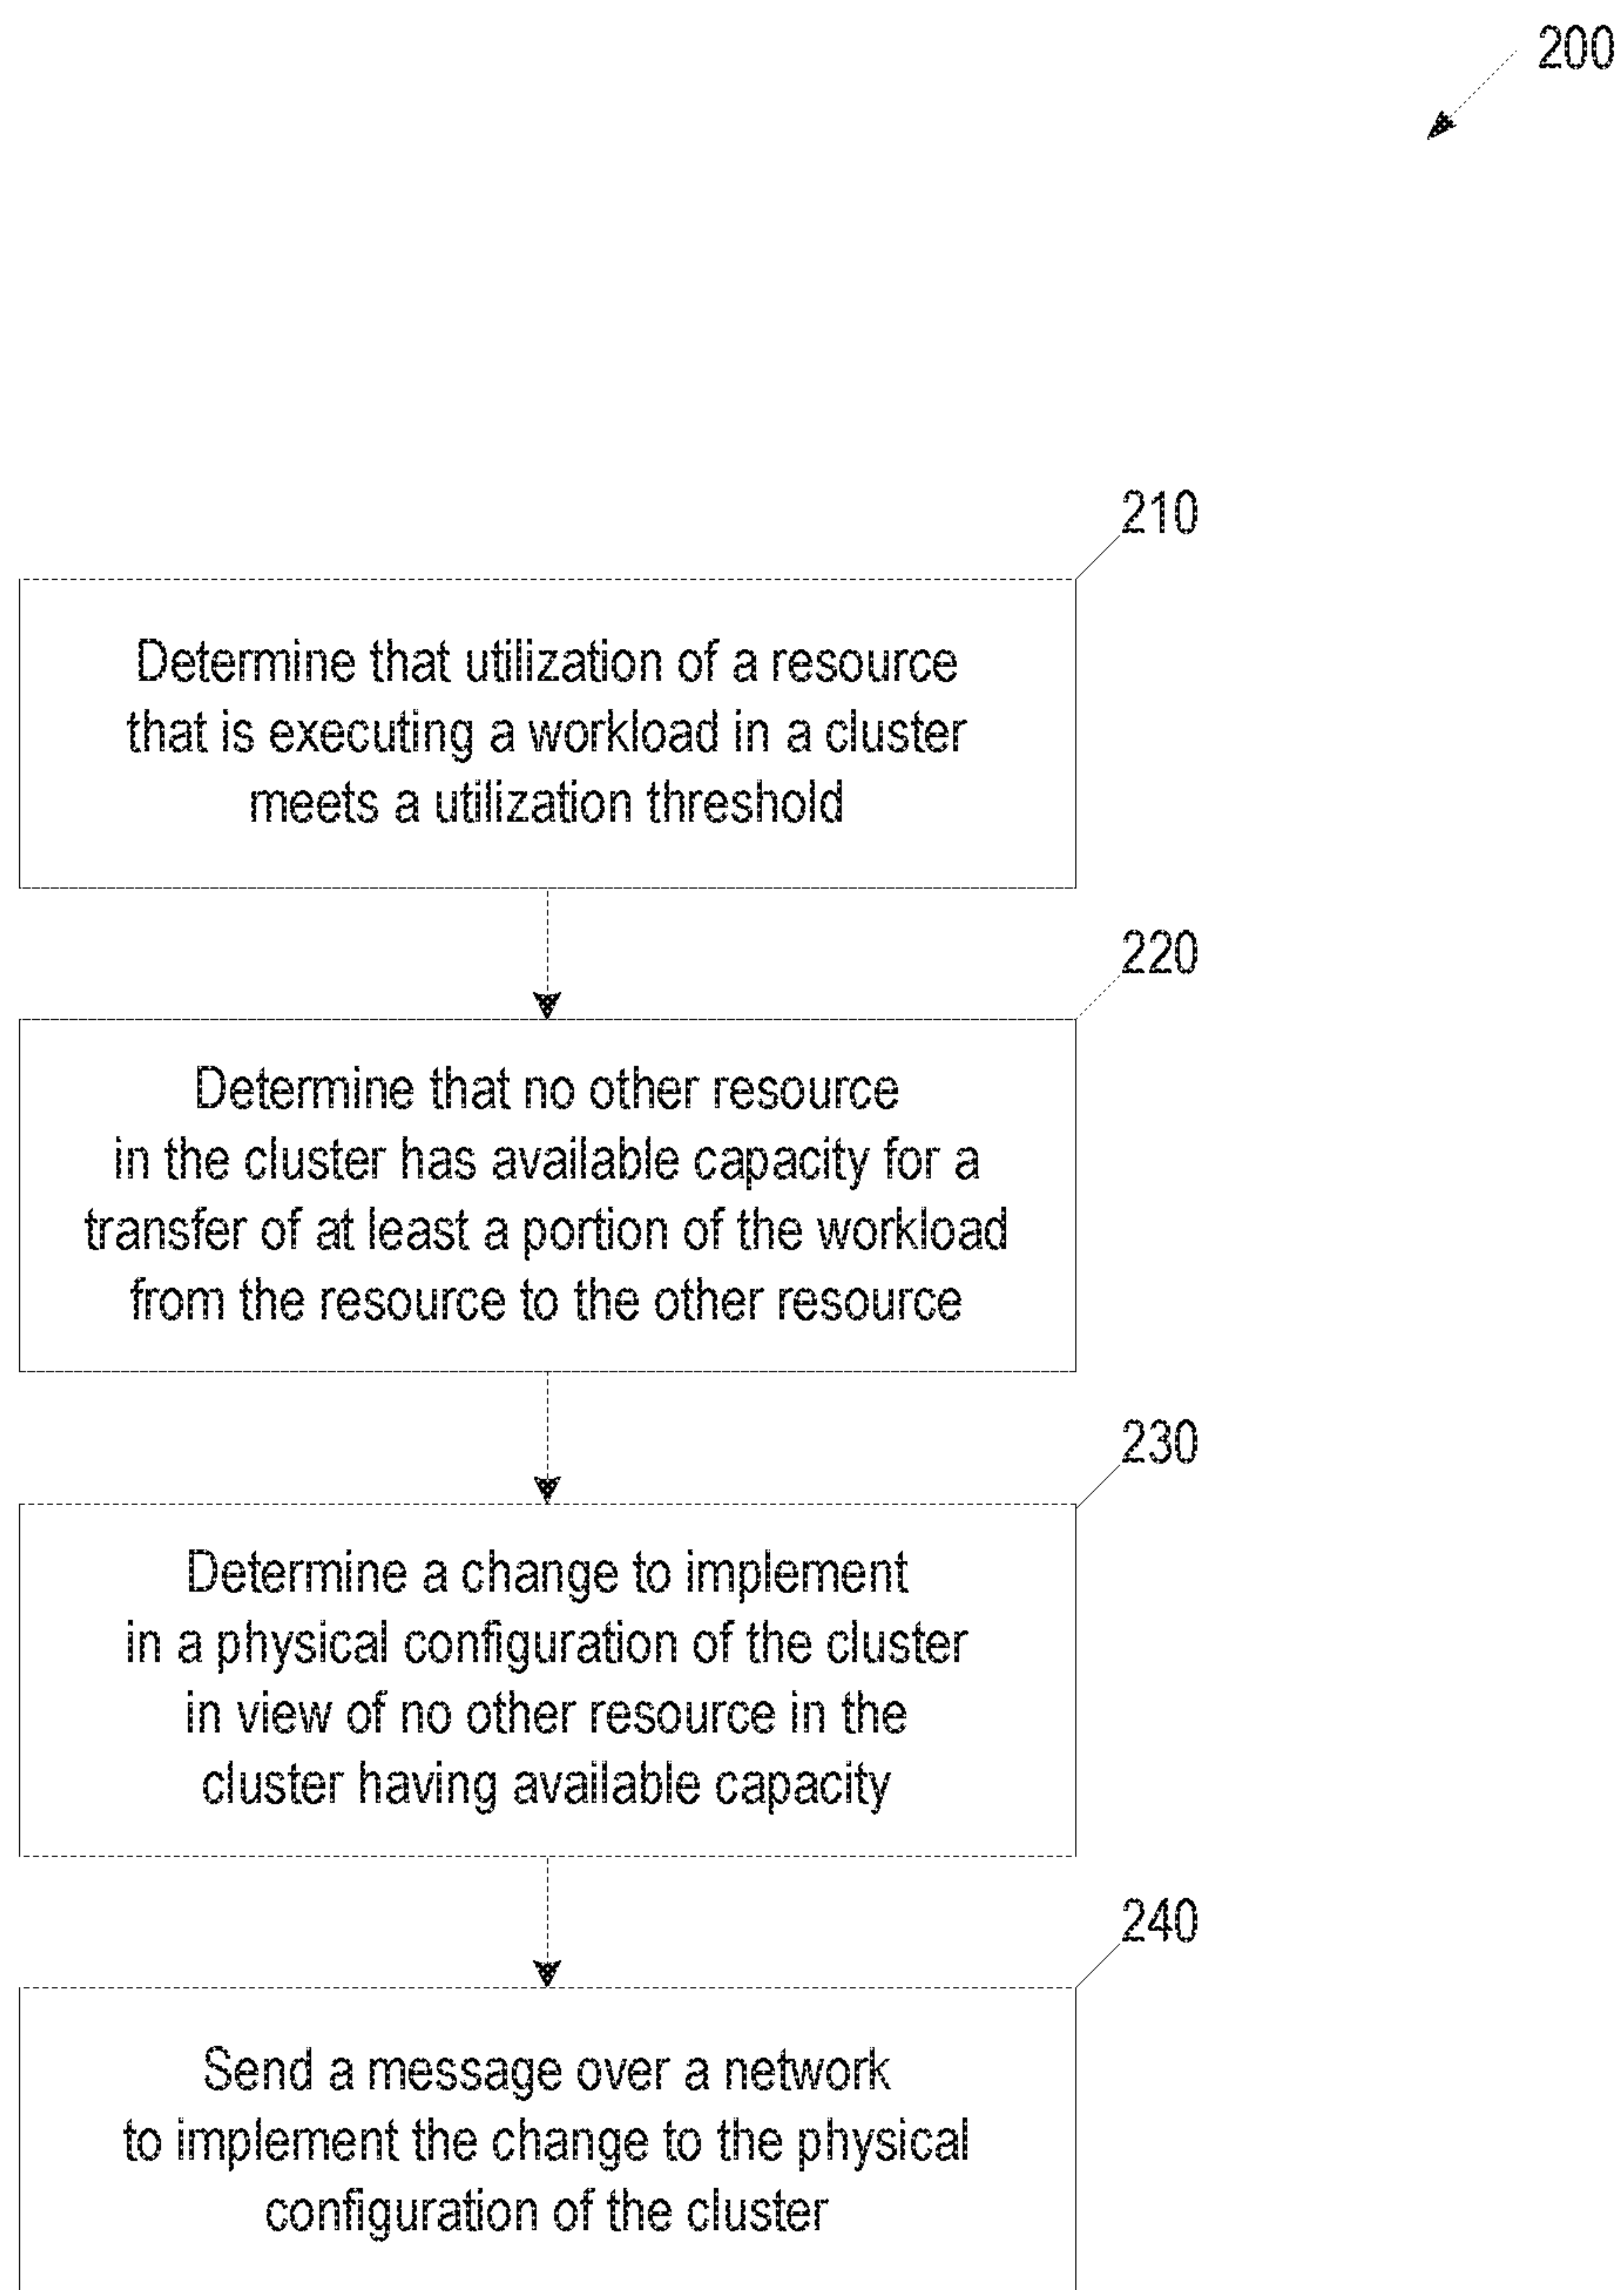 200
210
Determine that utilization of a resource
that is executing a workload in a cluster
meets a utilization threshold
220
Determine that no other resource
in the cluster has available capacity for a
transfer of at least a portion of the workload
from the resource to the other resource
230
Determine a change to implement
in a physical configuration of the cluster
in view of no other resource in the
cluster having available capacity
240
Send a message over a network
to implement the change to the physical
configuration of the cluster